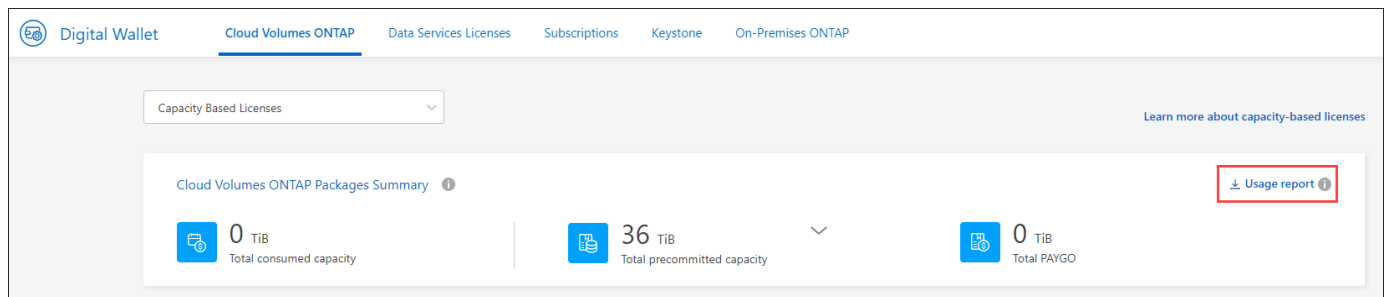 Digital Wallet
Cloud Volumes ONTAP
Data Services Licenses
Subscriptions
Keystone
On-Premises ONTAP
Capacity Based Licenses
Learn more about capacity-based licenses
Cloud Volumes ONTAP Packages Summary
Usage report
0 TiB
Total consumed capacity
36 TiB
Total precommitted capacity
0 TiB
Total PAYGO